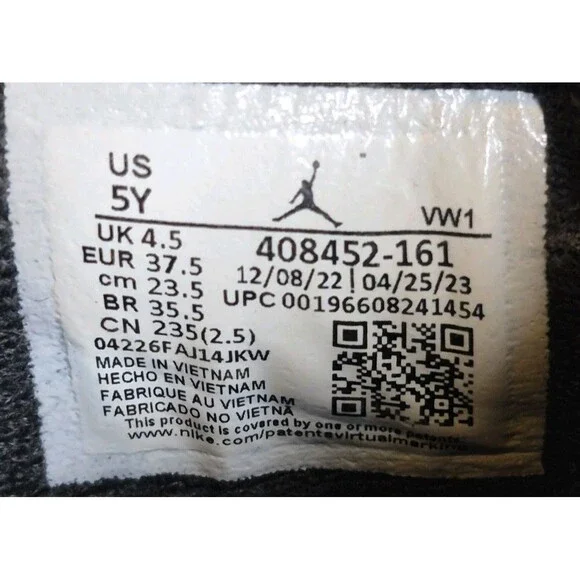 US
5Y
UK 4.5
EUR 37.5
cm 23.5
BR 35.5
CN 235(2.5)
04226FAJ14JKW
MADE IN VIETNAM
HECHO EN VIETNAM
FABRIQUE AU VIETNAM
FABRICADO NO VIETNÃ
VW1
408452-161
12/08/22 | 04/25/23
UPC 00196608241454
This product is covered by one or more patents
www.nike.com/patentsvirtualmarking